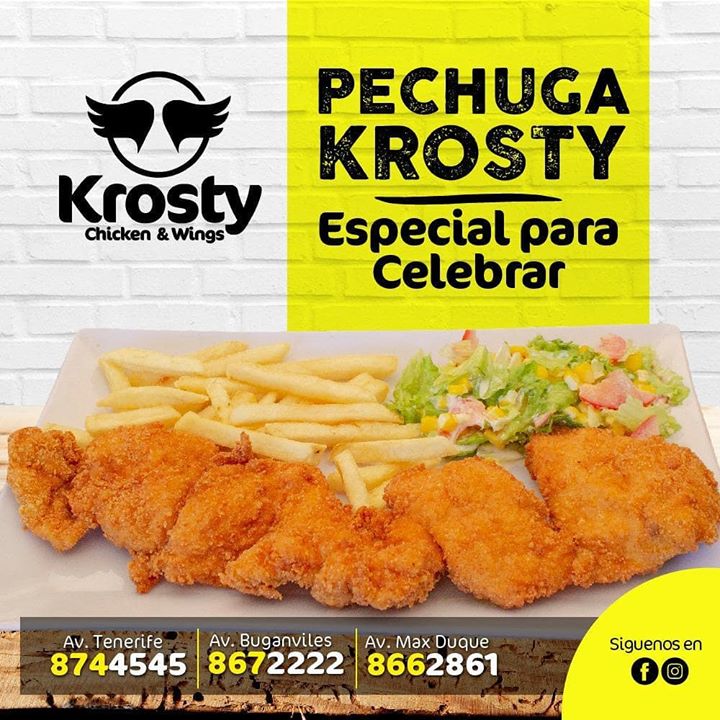 Krosty
Chicken & Wings
PECHUGA
KROSTY
Especial para
Celebrar
Av. Tenerife
8744545
Av. Buganviles
8672222
Av. Max Duque
8662861
Siguenos en